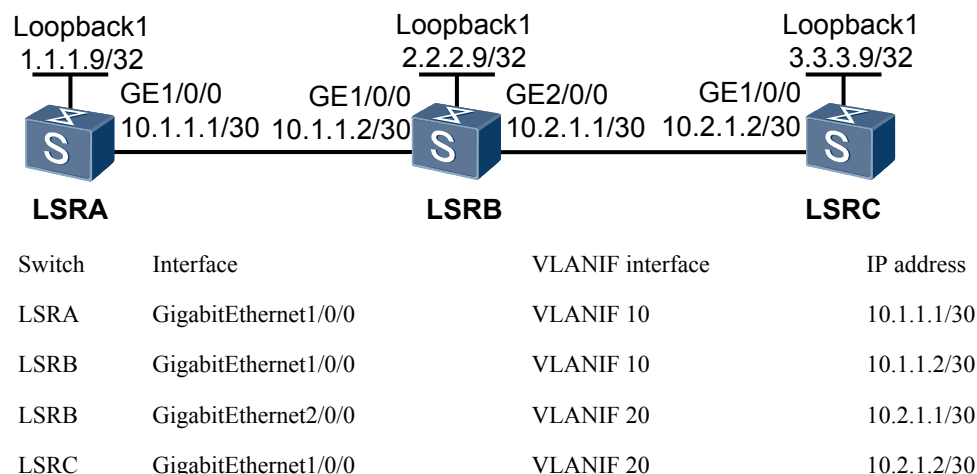 Loopback1 Loopback1 Loopback1
1.1.1.9/32 2.2.2.9/32 3.3.3.9/32
GE1/0/0 GE1/0/0 GE2/0/0 GE1/0/0
10.1.1.1/30 10.1.1.2/30 10.2.1.1/30 10.2.1.2/30
S S S
LSRA LSRB LSRC
Switch Interface VLANIF interface IP address
LSRA GigabitEthernet1/0/0 VLANIF 10 10.1.1.1/30
LSRB GigabitEthernet1/0/0 VLANIF 10 10.1.1.2/30
LSRB GigabitEthernet2/0/0 VLANIF 20 10.2.1.1/30
LSRC GigabitEthernet1/0/0 VLANIF 20 10.2.1.2/30